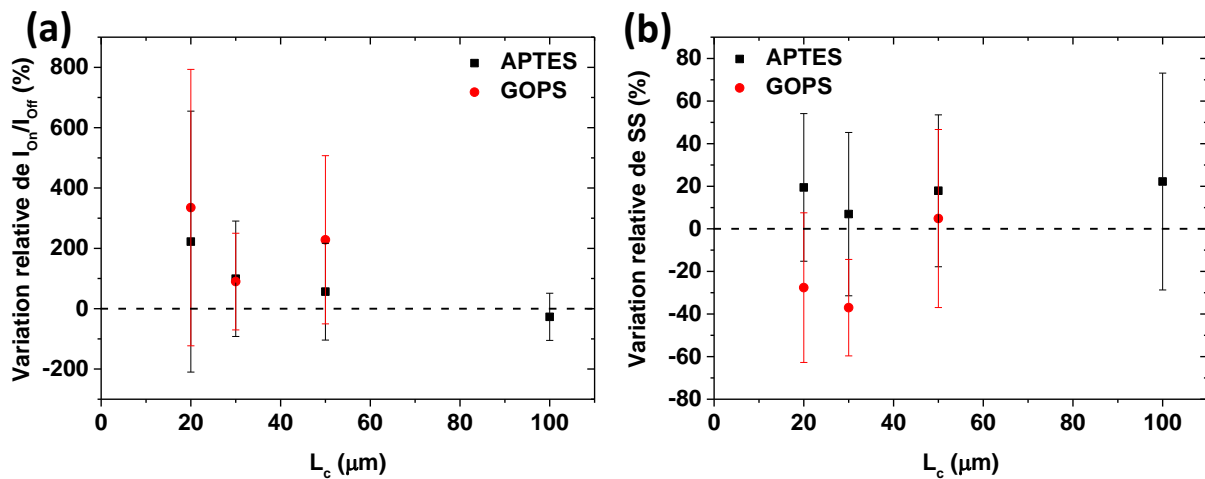 (a)
Variation relative de I_On/I_Off (%)
800
600
400
200
0
-200
APTES
GOPS
0 20 40 60 80 100
L_c (μm)
(b)
Variation relative de SS (%)
80
60
40
20
0
-20
-40
-60
-80
APTES
GOPS
0 20 40 60 80 100
L_c (μm)